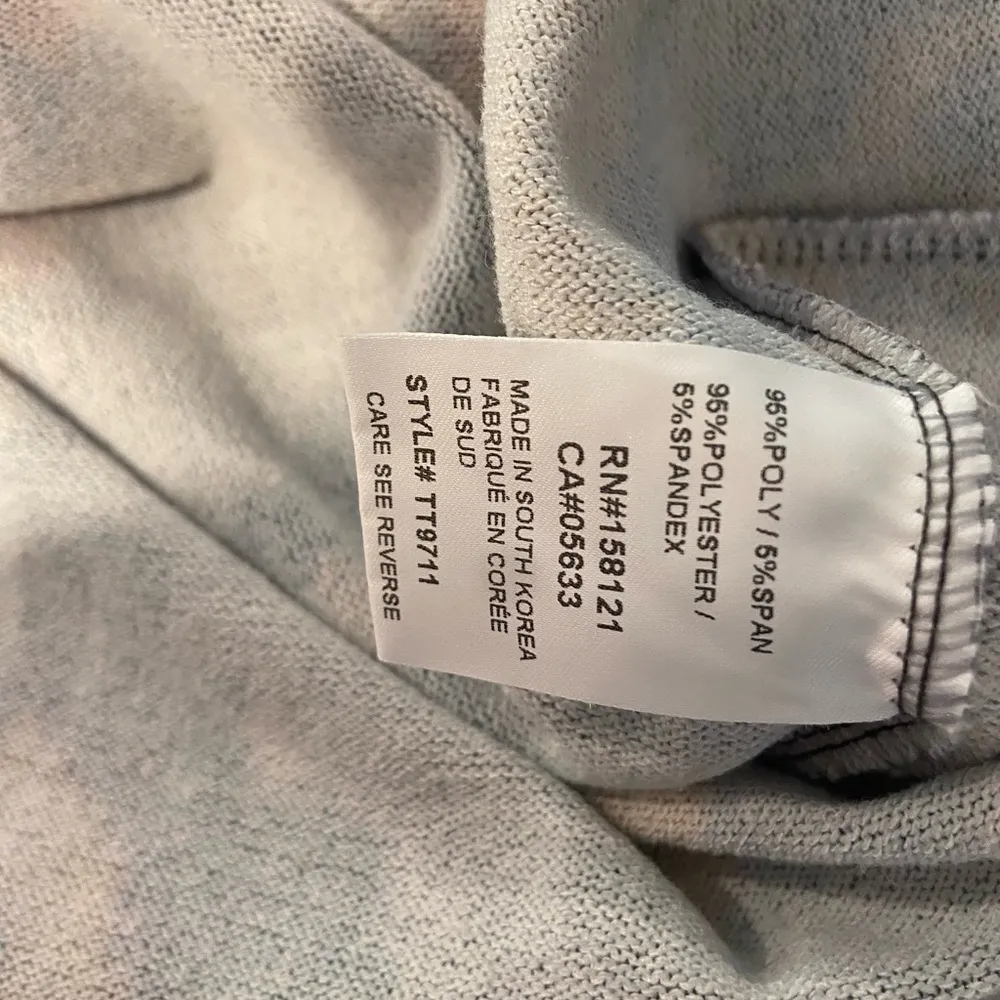 95%POLY / 5%SPAN
95%POLYESTER /
5%SPANDEX
RN#158121
CA#05633
MADE IN SOUTH KOREA
FABRIQUÉ EN CORÉE
DE SUD
STYLE# TT9711
CARE SEE REVERSE